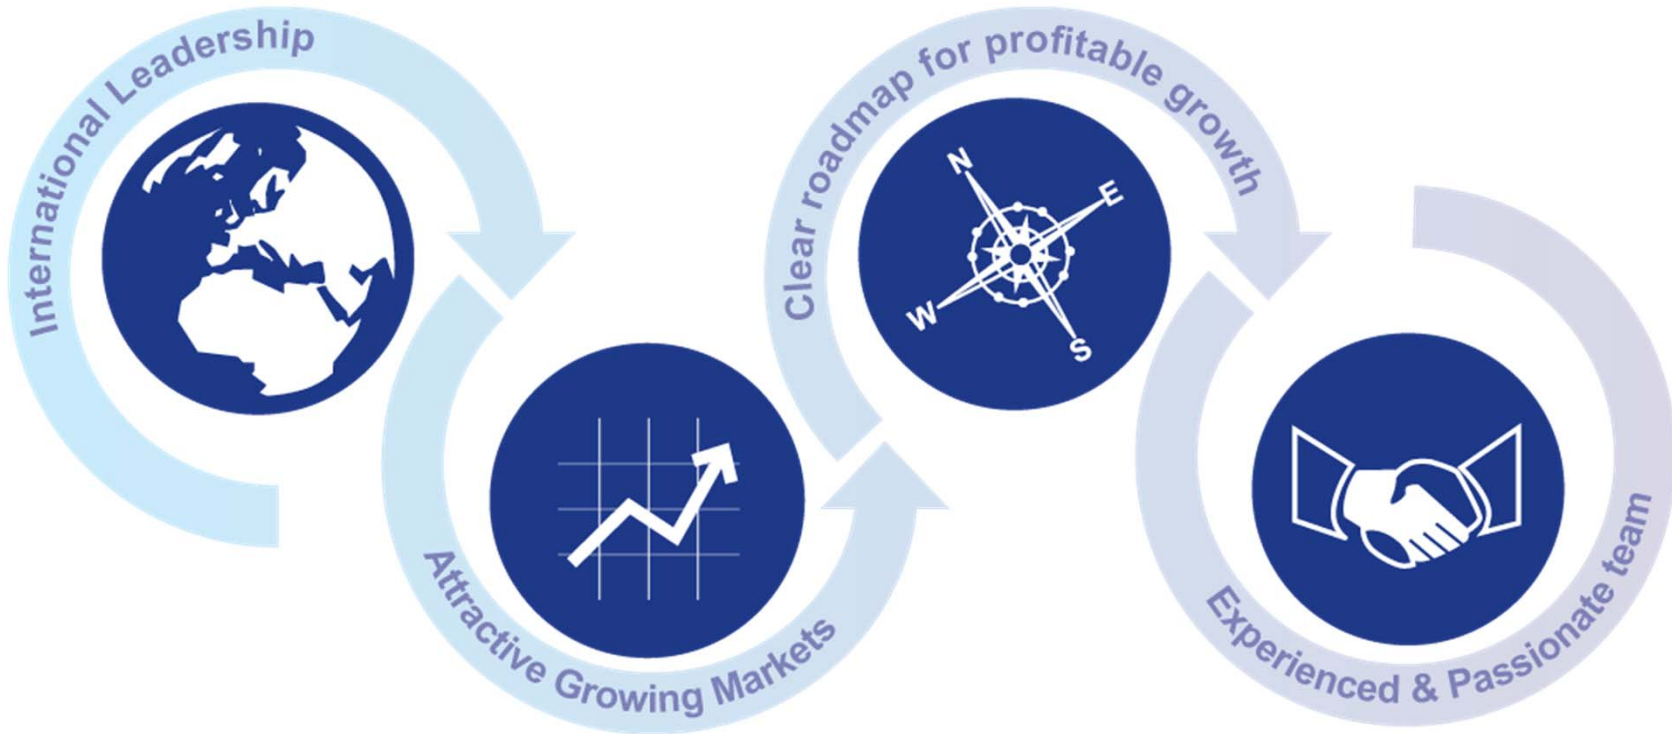 International Leadership
Attractive Growing Markets
Clear roadmap for profitable growth
N
E
W
S
Experienced & Passionate team